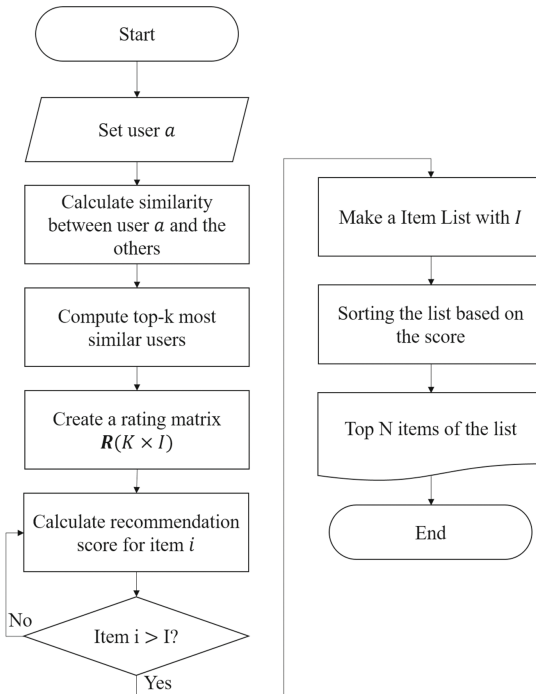 Start
Set user a
Calculate similarity
between user a and the
others
Compute top-k most
similar users
Create a rating matrix
R(K × I)
Calculate recommendation
score for item i
No
Item i > I?
Yes
Make a Item List with I
Sorting the list based on
the score
Top N items of the list
End